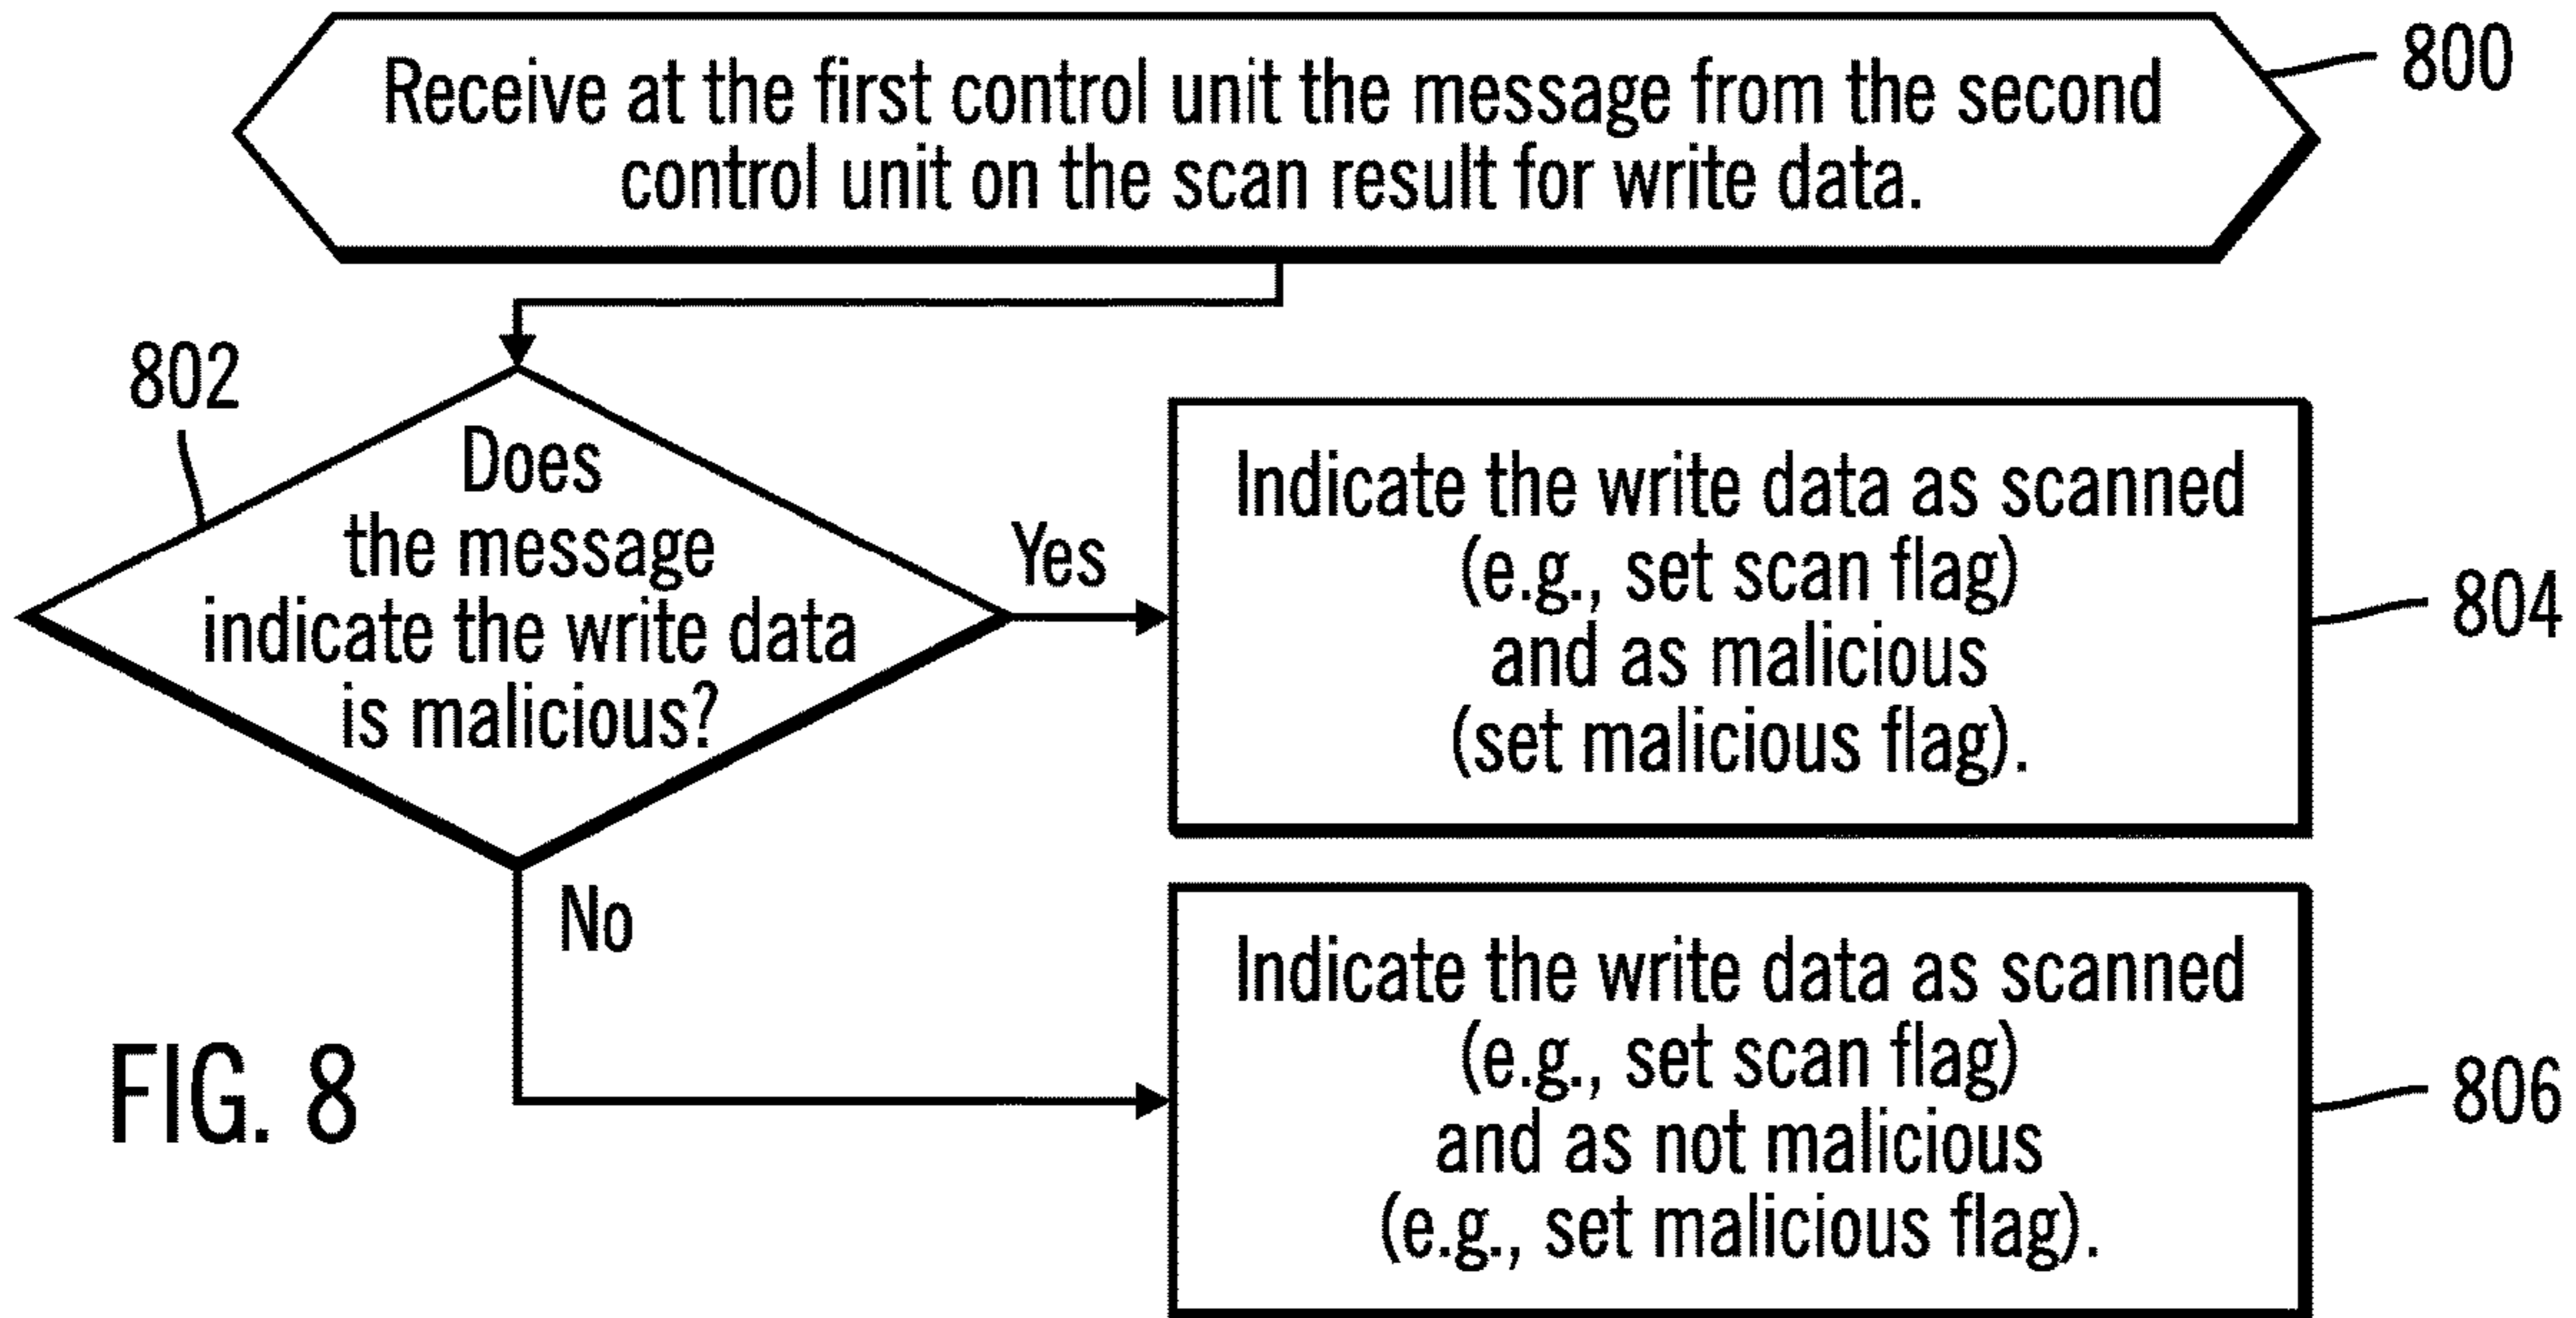 Receive at the first control unit the message from the second
control unit on the scan result for write data.
800
802
Does
the message
indicate the write data
is malicious?
Yes
Indicate the write data as scanned
(e.g., set scan flag)
and as malicious
(set malicious flag).
804
No
Indicate the write data as scanned
(e.g., set scan flag)
and as not malicious
(e.g., set malicious flag).
806
FIG. 8